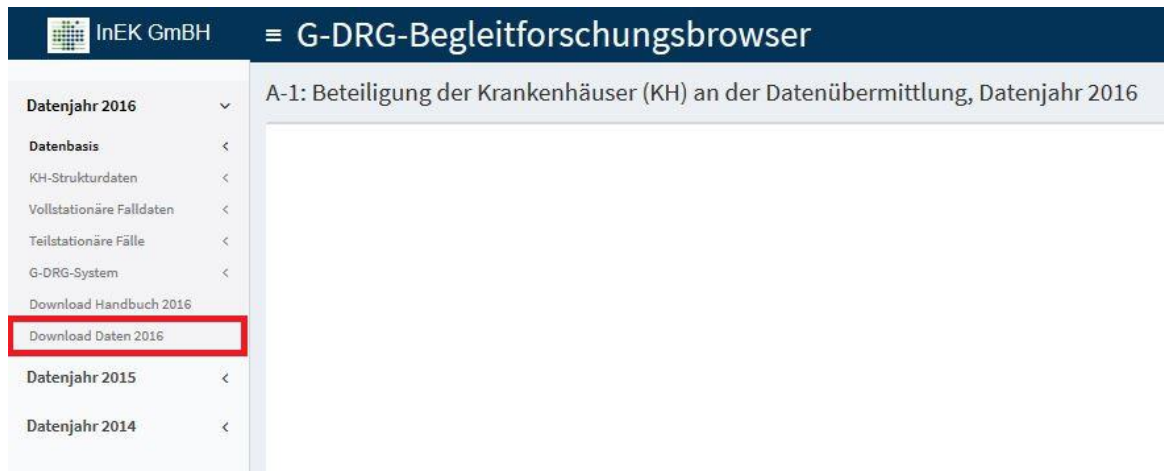 InEK GmBH
≡ G-DRG-Begleitforschungsbrowser
Datenjahr 2016
Datenbasis
KH-Strukturdaten
Vollstationäre Falldaten
Teilstationäre Fälle
G-DRG-System
Download Handbuch 2016
Download Daten 2016
Datenjahr 2015
Datenjahr 2014
A-1: Beteiligung der Krankenhäuser (KH) an der Datenübermittlung, Datenjahr 2016